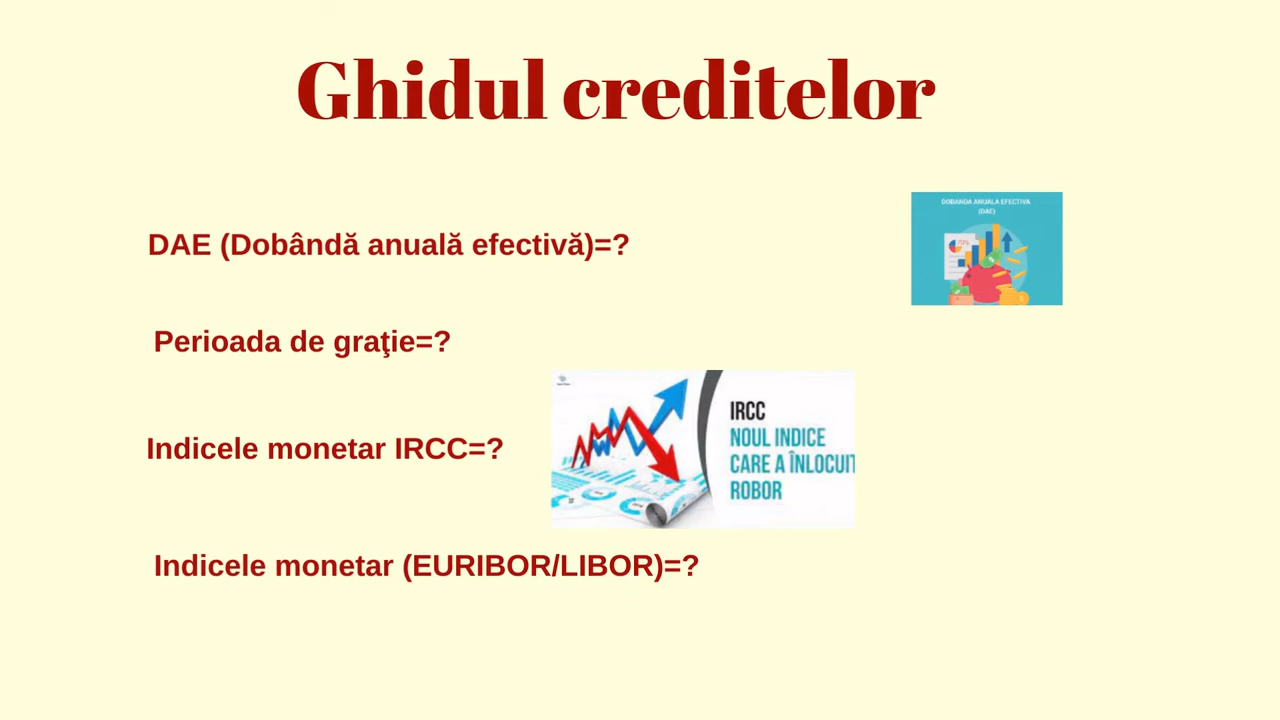 Ghidul creditelor
DOBANDA ANUALA EFECTIVA
(DAE)
DAE (Dobândă anuală efectivă)=?
Perioada de graţie=?
IRCC
NOUL INDICE
CARE A ÎNLOCUIT
ROBOR
Indicele monetar IRCC=?
Indicele monetar (EURIBOR/LIBOR)=?